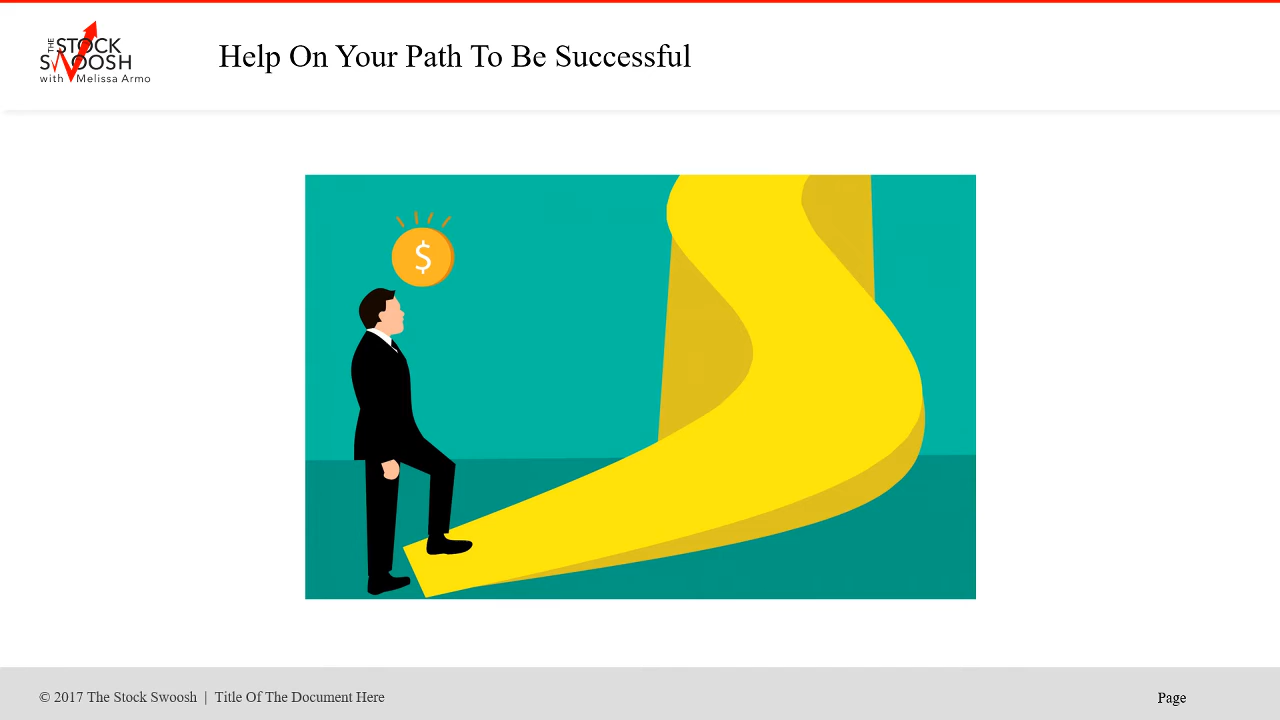 THE STOCK
SWOOSH
with Melissa Armo
Help On Your Path To Be Successful
$
© 2017 The Stock Swoosh | Title Of The Document Here
Page